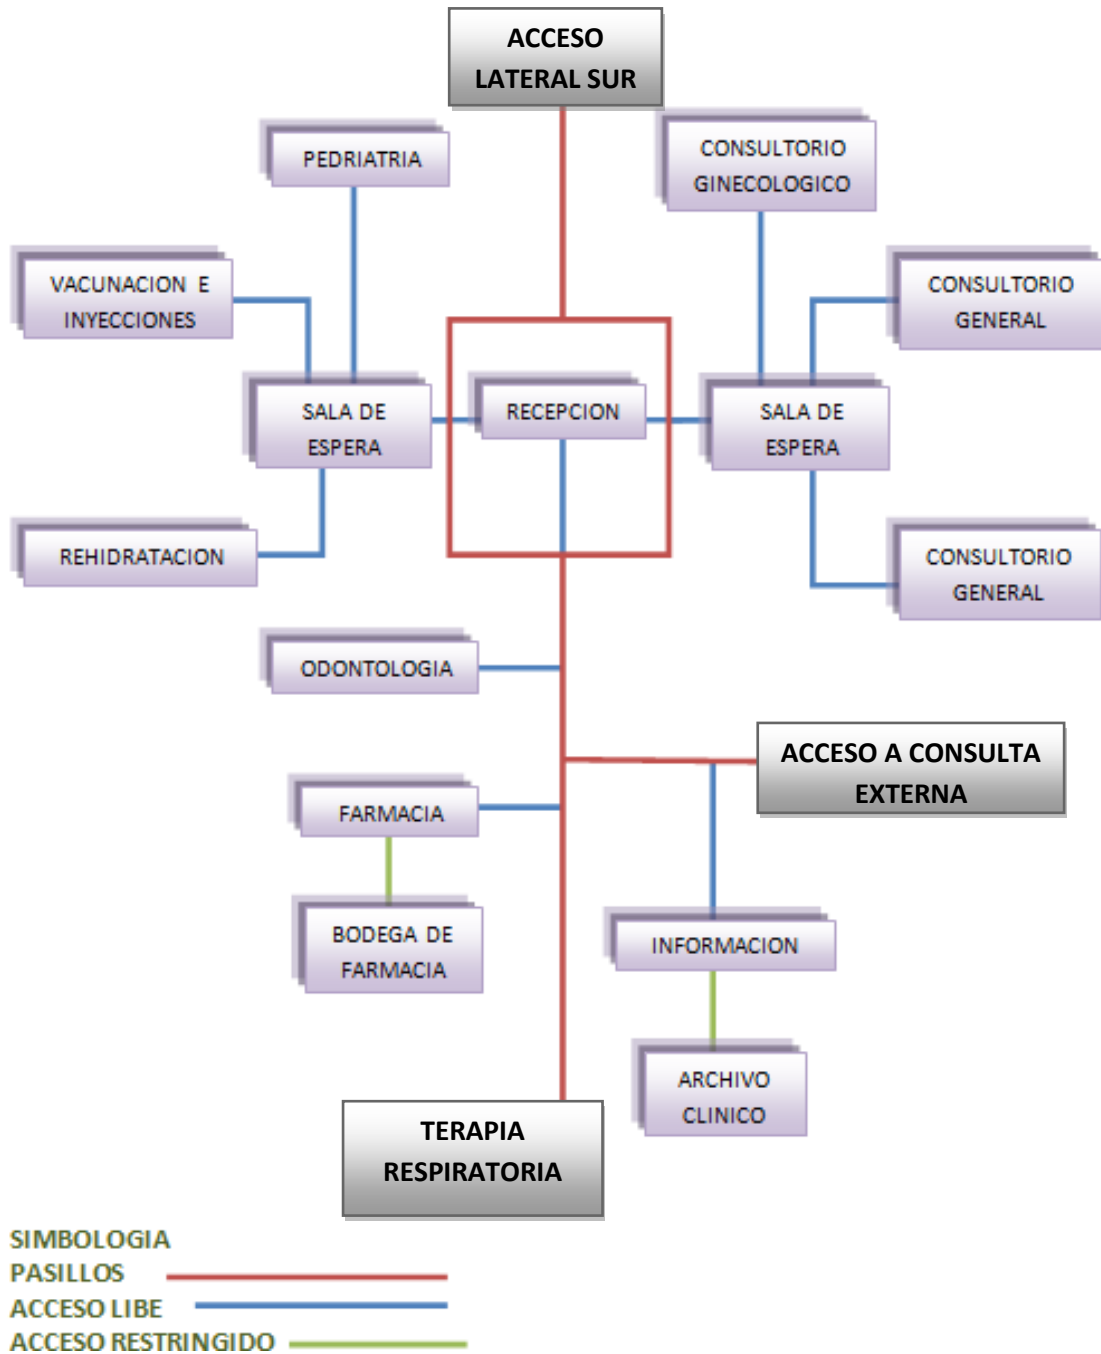 ACCESO
LATERAL SUR
PEDRIATRIA
CONSULTORIO
GINECOLOGICO
VACUNACION E
INYECCIONES
CONSULTORIO
GENERAL
SALA DE
ESPERA
RECEPCION
SALA DE
ESPERA
REHIDRATACION
CONSULTORIO
GENERAL
ODONTOLOGIA
ACCESO A CONSULTA
EXTERNA
FARMACIA
BODEGA DE
FARMACIA
INFORMACION
ARCHIVO
CLINICO
TERAPIA
RESPIRATORIA
SIMBOLOGIA
PASILLOS
ACCESO LIBE
ACCESO RESTRINGIDO